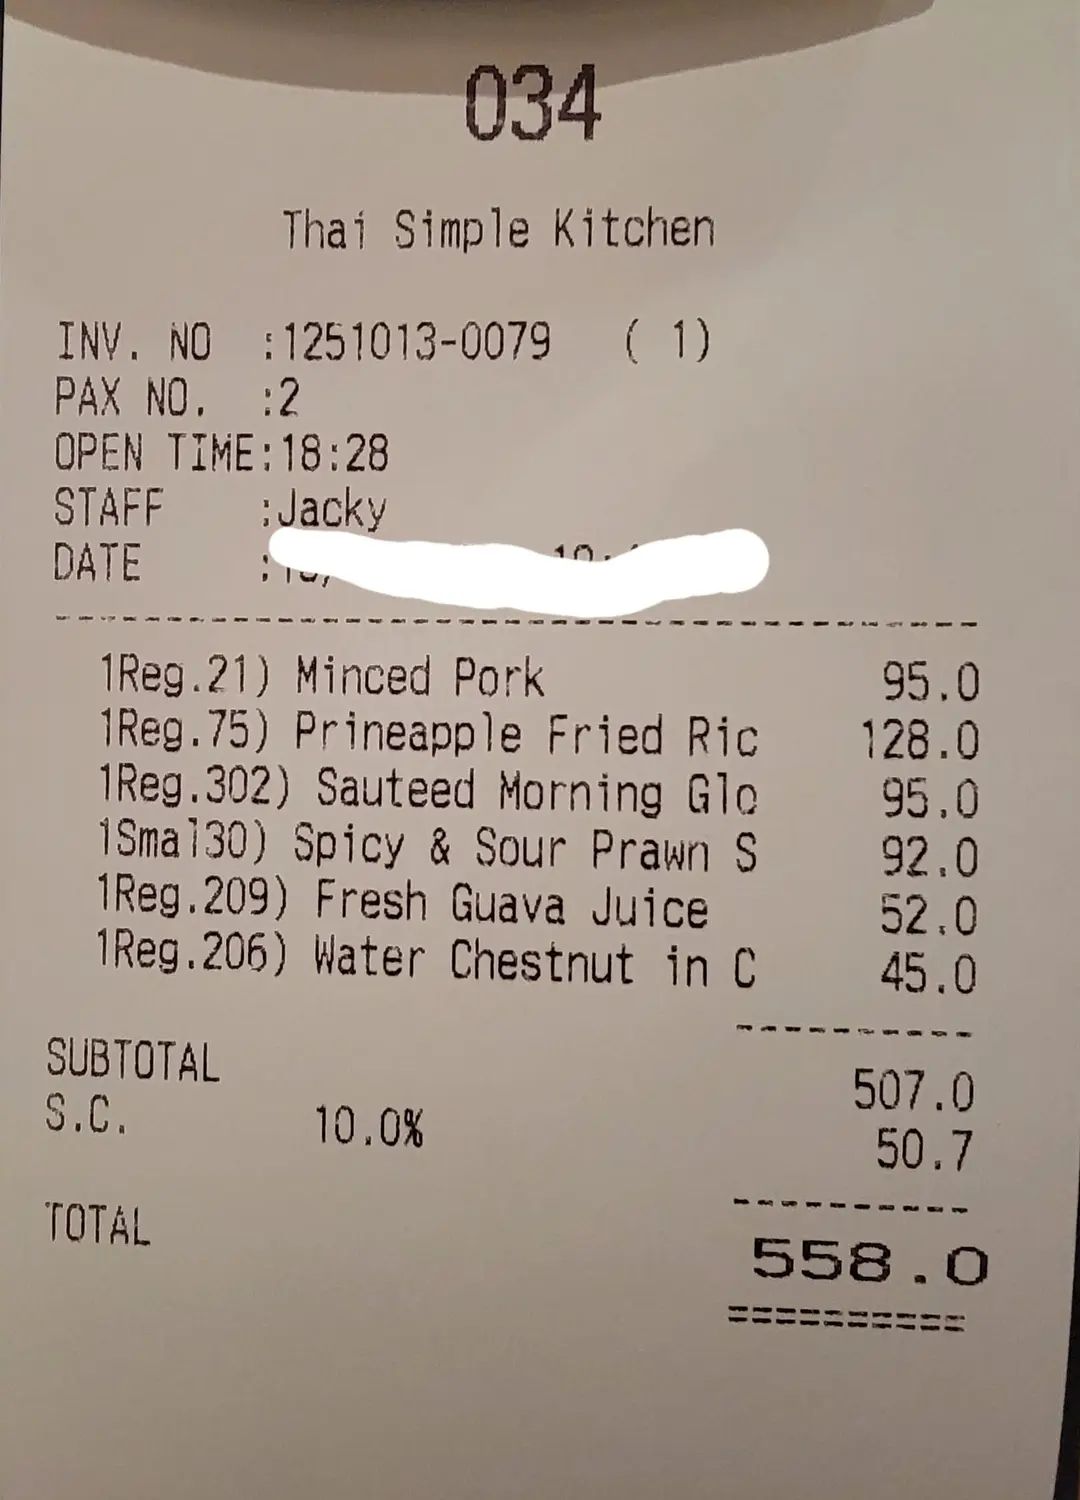 034
Thai Simple Kitchen
INV. NO :1251013-0079 ( 1)
PAX NO. :2
OPEN TIME:18:28
STAFF :Jacky
DATE :
1Reg.21) Minced Pork 95.0
1Reg.75) Prineapple Fried Ric 128.0
1Reg.302) Sauteed Morning Glo 95.0
1Smal30) Spicy & Sour Prawn S 92.0
1Reg.209) Fresh Guava Juice 52.0
1Reg.206) Water Chestnut in C 45.0
SUBTOTAL 507.0
S.C. 10.0% 50.7
TOTAL 558.0